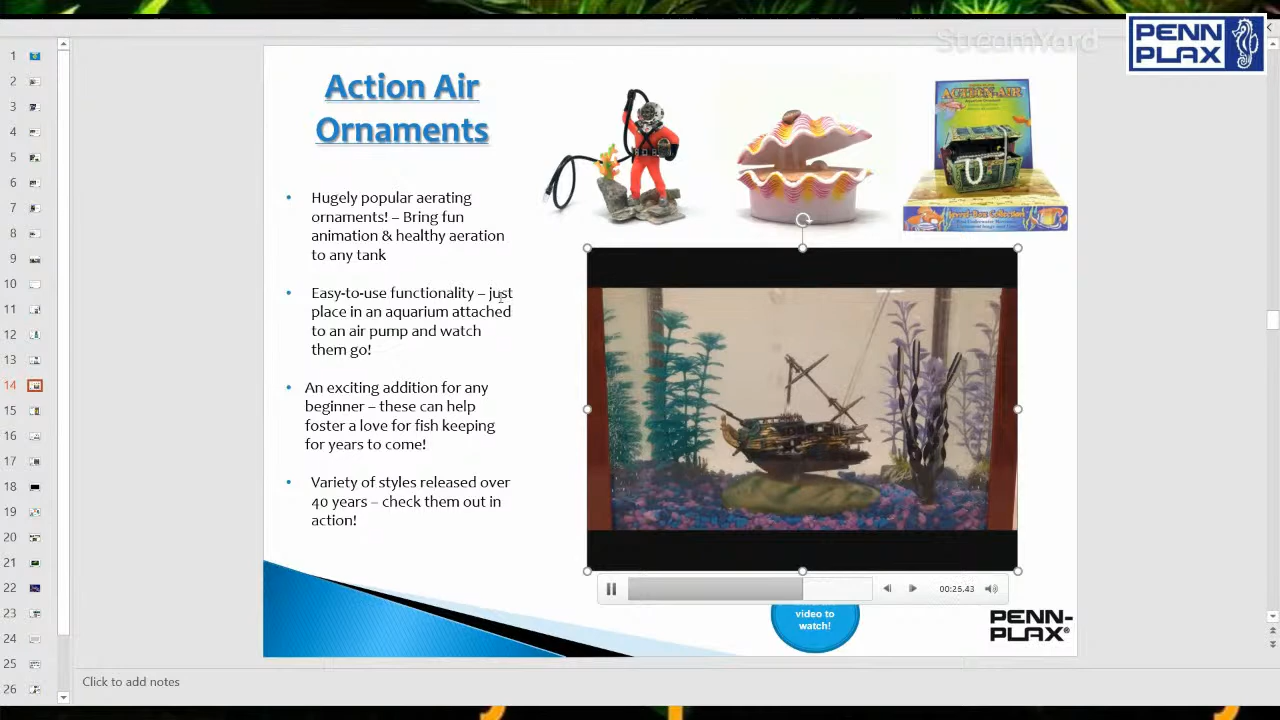 StreamYard
PENN
PLAX
Action Air
Ornaments
ACTION-AIR
Hugely popular aerating
ornaments! – Bring fun
animation & healthy aeration
to any tank
Easy-to-use functionality – just
place in an aquarium attached
to an air pump and watch
them go!
An exciting addition for any
beginner – these can help
foster a love for fish keeping
for years to come!
Variety of styles released over
40 years – check them out in
action!
00:25.43
video to
watch!
PENN-
PLAX®
1
2
3
6
10
11
12
13
14
15
16
17
18
19
20
21
22
23
24
25
26
Click to add notes